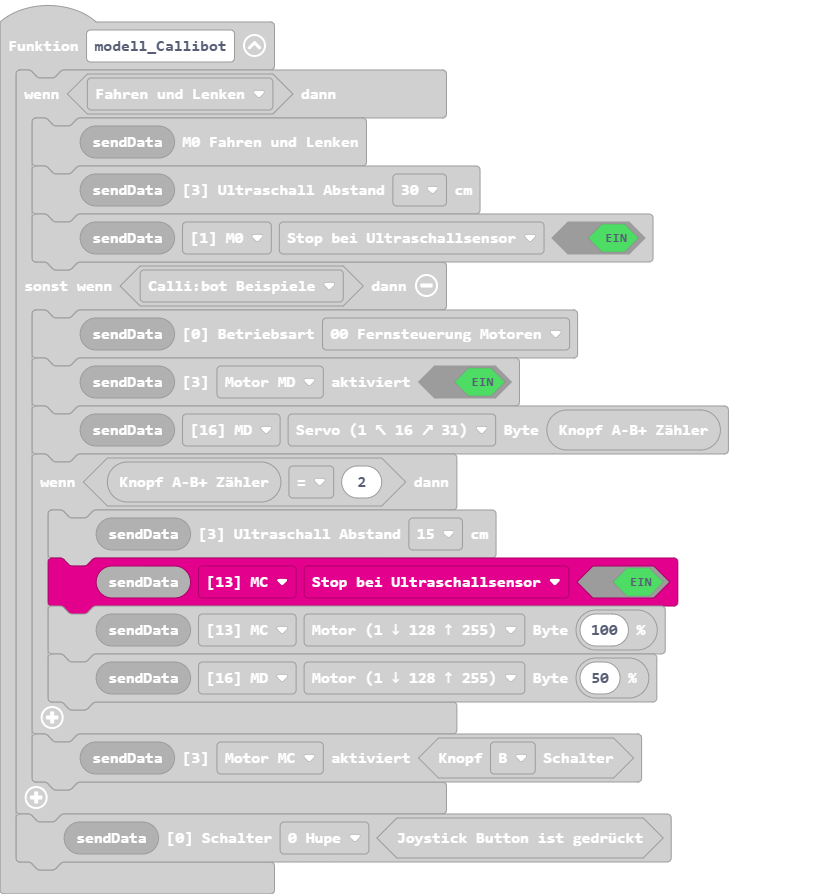 Funktion modell_Callibot
wenn Fahren und Lenken dann
sendData M0 Fahren und Lenken
sendData [3] Ultraschall Abstand 30 cm
sendData [1] M0 Stop bei Ultraschallsensor EIN
sonst wenn Calli:bot Beispiele dann
sendData [0] Betriebsart 00 Fernsteuerung Motoren
sendData [3] Motor MD aktiviert EIN
sendData [16] MD Servo (1 ↖ 16 ↗ 31) Byte Knopf A-B+ Zähler
wenn Knopf A-B+ Zähler = 2 dann
sendData [3] Ultraschall Abstand 15 cm
sendData [13] MC Stop bei Ultraschallsensor EIN
sendData [13] MC Motor (1 ↓ 128 ↑ 255) Byte 100 %
sendData [16] MD Motor (1 ↓ 128 ↑ 255) Byte 50 %
sendData [3] Motor MC aktiviert Knopf B Schalter
sendData [0] Schalter 0 Hupe Joystick Button ist gedrückt